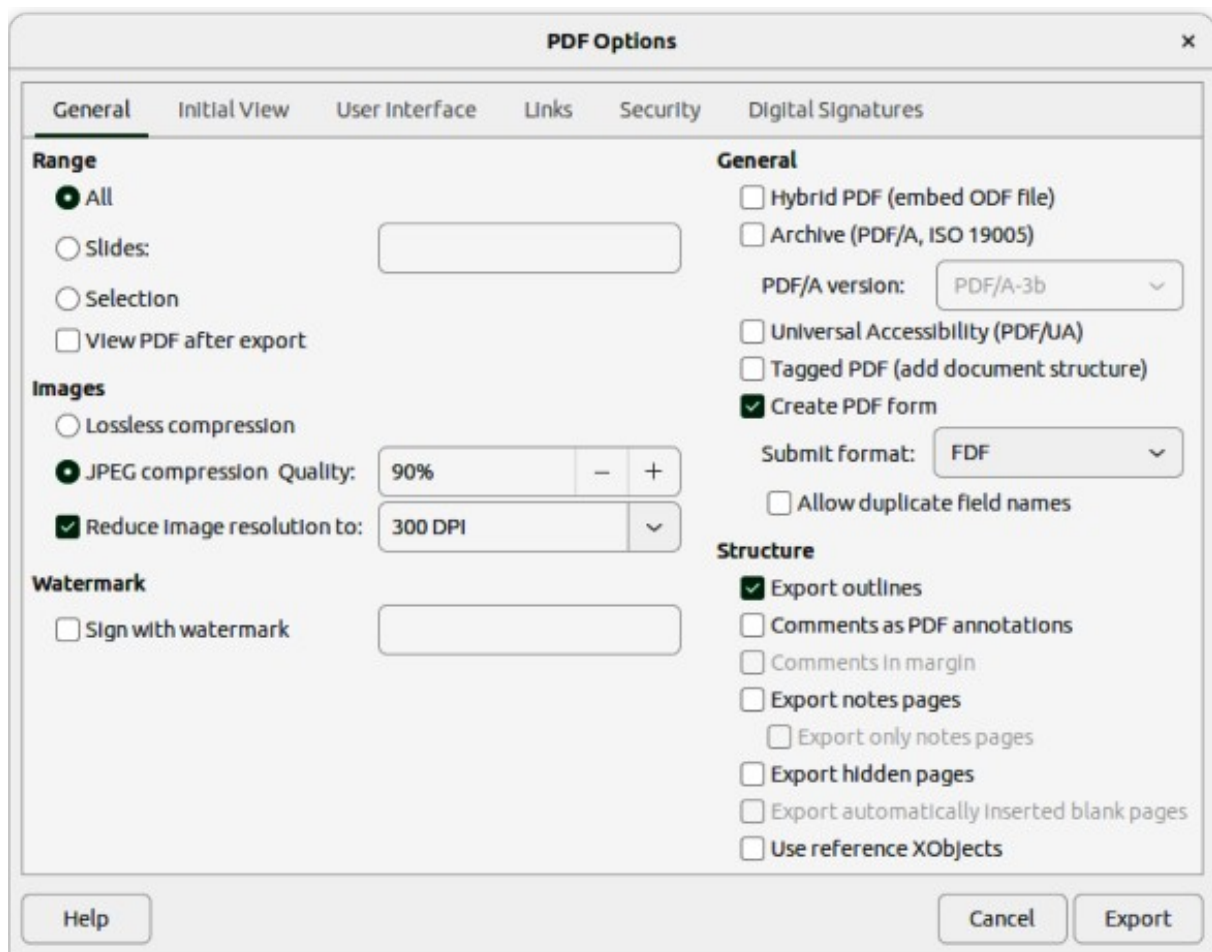 PDF Options
General Initial View User Interface Links Security Digital Signatures
Range
All
Slides:
Selection
View PDF after export
Images
Lossless compression
JPEG compression Quality: 90%
Reduce image resolution to: 300 DPI
Watermark
Sign with watermark
General
Hybrid PDF (embed ODF file)
Archive (PDF/A, ISO 19005)
PDF/A version: PDF/A-3b
Universal Accessibility (PDF/UA)
Tagged PDF (add document structure)
Create PDF form
Submit format: FDF
Allow duplicate field names
Structure
Export outlines
Comments as PDF annotations
Comments in margin
Export notes pages
Export only notes pages
Export hidden pages
Export automatically inserted blank pages
Use reference XObjects
Help Cancel Export